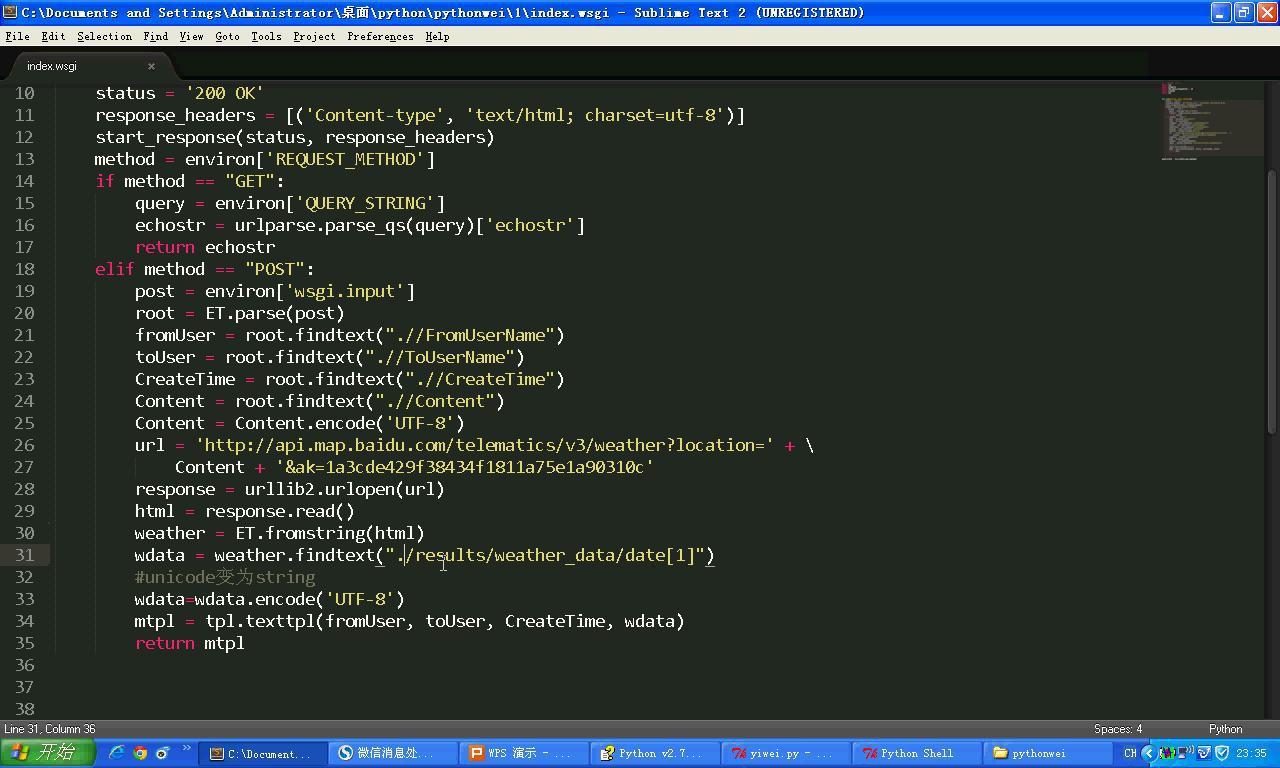 C:\Documents and Settings\Administrator\桌面\python\pythonwei\1\index.wsgi - Sublime Text 2 (UNREGISTERED)
File Edit Selection Find View Goto Tools Project Preferences Help
index.wsgi ×
10 status = '200 OK'
11 response_headers = [('Content-type', 'text/html; charset=utf-8')]
12 start_response(status, response_headers)
13 method = environ['REQUEST_METHOD']
14 if method == "GET":
15 query = environ['QUERY_STRING']
16 echostr = urlparse.parse_qs(query)['echostr']
17 return echostr
18 elif method == "POST":
19 post = environ['wsgi.input']
20 root = ET.parse(post)
21 fromUser = root.findtext(".//FromUserName")
22 toUser = root.findtext(".//ToUserName")
23 CreateTime = root.findtext(".//CreateTime")
24 Content = root.findtext(".//Content")
25 Content = Content.encode('UTF-8')
26 url = 'http://api.map.baidu.com/telematics/v3/weather?location=' + \
27 Content + '&ak=1a3cde429f38434f1811a75e1a90310c'
28 response = urllib2.urlopen(url)
29 html = response.read()
30 weather = ET.fromstring(html)
31 wdata = weather.findtext("./results/weather_data/date[1]")
32 #unicode变为string
33 wdata=wdata.encode('UTF-8')
34 mtpl = tpl.texttpl(fromUser, toUser, CreateTime, wdata)
35 return mtpl
36
37
38
Line 31, Column 36 Spaces: 4 Python
开始 C:\Document... 微信消息处... WPS 演示 - ... Python v2.7... yiwei.py - ... Python Shell pythonwei CH 23:35